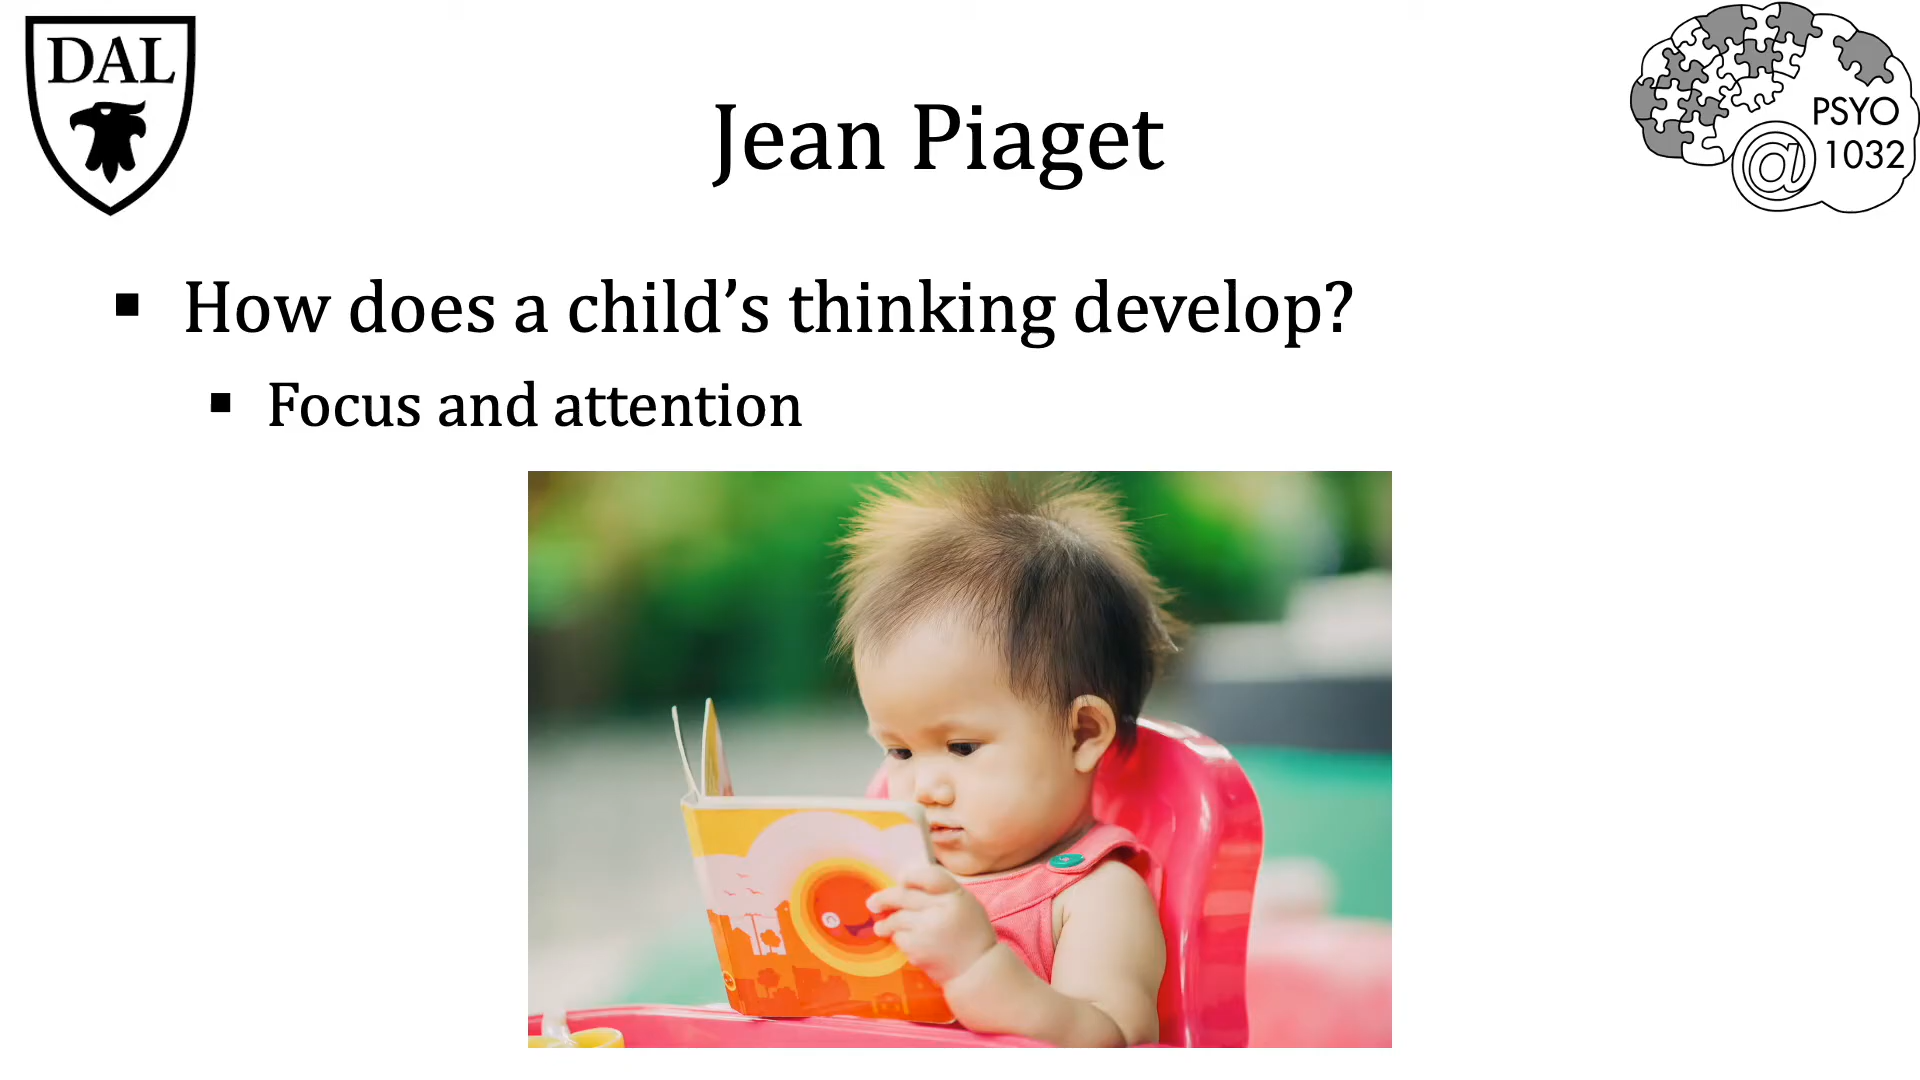 DAL
PSYO
@ 1032
Jean Piaget
▪ How does a child’s thinking develop?
▪ Focus and attention